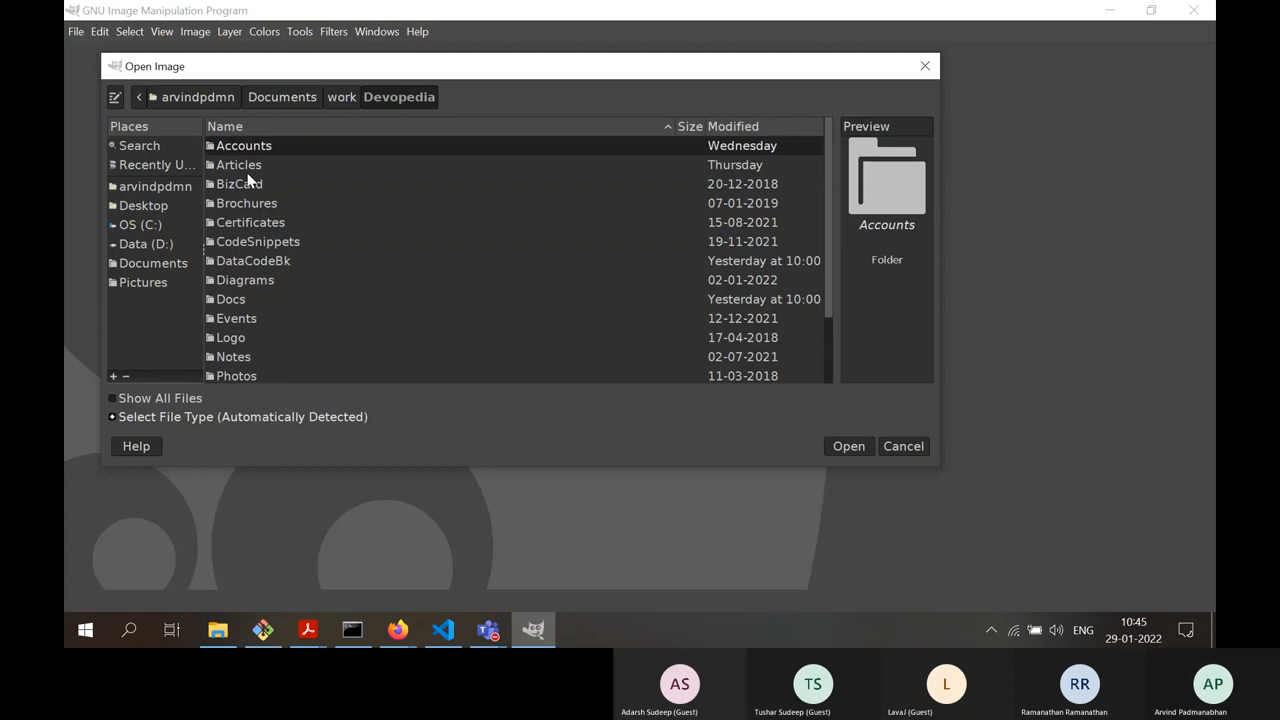 GNU Image Manipulation Program
File Edit Select View Image Layer Colors Tools Filters Windows Help
Open Image
arvindpdmn Documents work Devopedia
Places Name Size Modified Preview
Search Accounts Wednesday
Recently U... Articles Thursday
arvindpdmn BizCard 20-12-2018
Desktop Brochures 07-01-2019
OS (C:) Certificates 15-08-2021 Accounts
Data (D:) CodeSnippets 19-11-2021
Documents DataCodeBk Yesterday at 10:00 Folder
Pictures Diagrams 02-01-2022
Docs Yesterday at 10:00
Events 12-12-2021
Logo 17-04-2018
Notes 02-07-2021
Photos 11-03-2018
Show All Files
Select File Type (Automatically Detected)
Help Open Cancel
ENG 10:45
29-01-2022
AS TS L RR AP
Adarsh Sudeep (Guest) Tushar Sudeep (Guest) Lava J (Guest) Ramanathan Ramanathan Arvind Padmanabhan